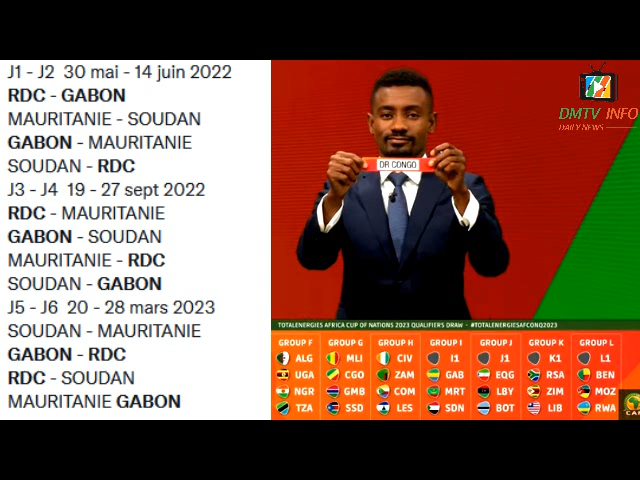 J1 - J2 30 mai - 14 juin 2022
RDC - GABON
MAURITANIE - SOUDAN
GABON - MAURITANIE
SOUDAN - RDC
J3 - J4 19 - 27 sept 2022
RDC - MAURITANIE
GABON - SOUDAN
MAURITANIE - RDC
SOUDAN - GABON
J5 - J6 20 - 28 mars 2023
SOUDAN - MAURITANIE
GABON - RDC
RDC - SOUDAN
MAURITANIE GABON
DMTV INFO
DAILY NEWS
DR CONGO
TOTALENERGIES AFRICA CUP OF NATIONS 2023 QUALIFIERS DRAW - #TOTALENERGIESAFCONQ2023
GROUP F GROUP G GROUP H GROUP I GROUP J GROUP K GROUP L
ALG MLI CIV I1 J1 K1 L1
UGA CGO ZAM GAB EQG RSA BEN
NGR GMB COM MRT LBY ZIM MOZ
TZA SSD LES SDN BOT LIB RWA